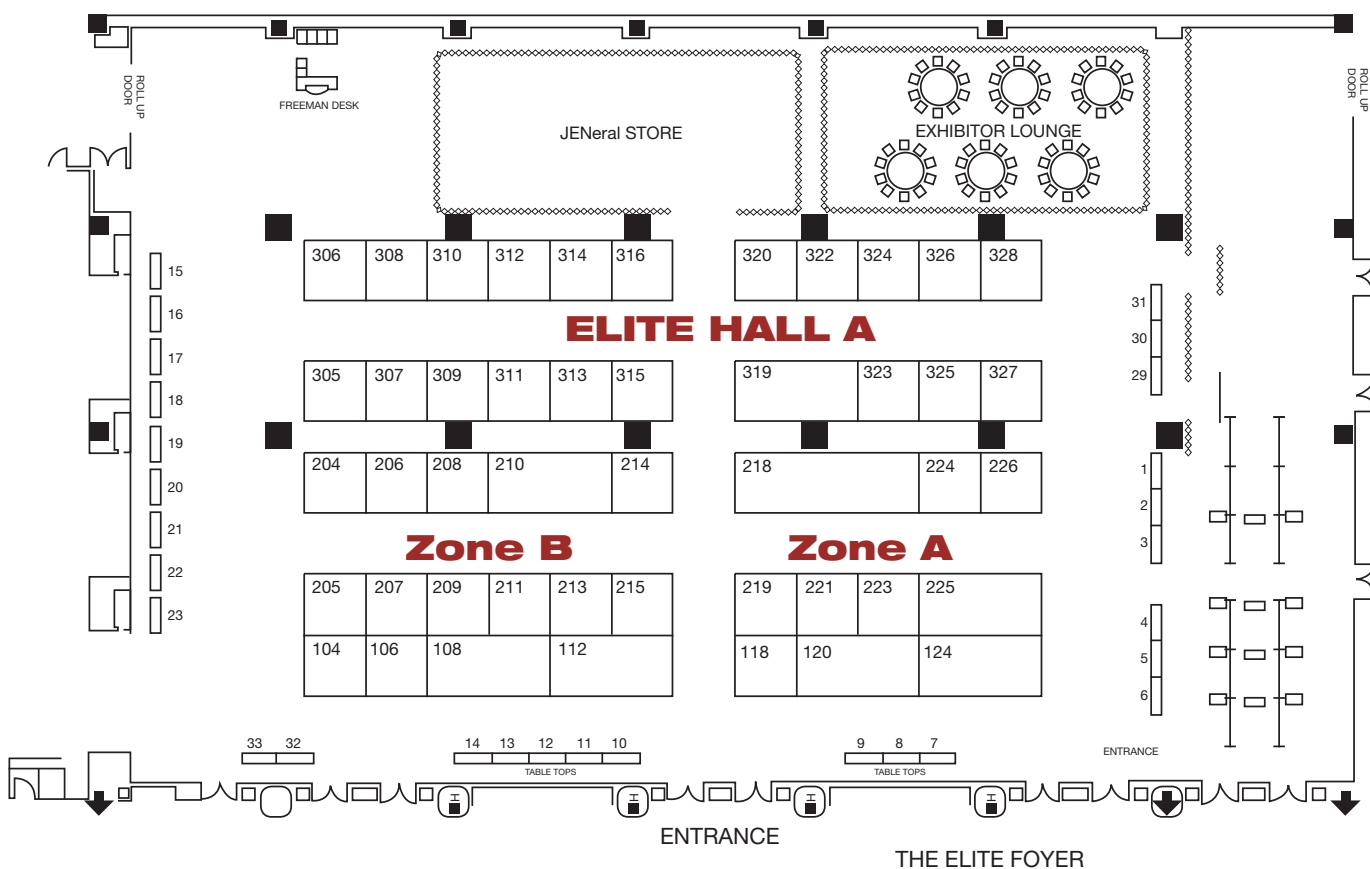 ROLL UP
DOOR
FREEMAN DESK
JENeral STORE
EXHIBITOR LOUNGE
ROLL UP
DOOR
306 308 310 312 314 316 320 322 324 326 328
15
16
17
18
19
20
21
22
23
31
30
29
ELITE HALL A
305 307 309 311 313 315 319 323 325 327
204 206 208 210 214 218 224 226
1
2
3
Zone B Zone A
205 207 209 211 213 215 219 221 223 225
104 106 108 112 118 120 124
4
5
6
33 32 14 13 12 11 10 9 8 7
TABLE TOPS
TABLE TOPS
ENTRANCE
H H H H
ENTRANCE
THE ELITE FOYER